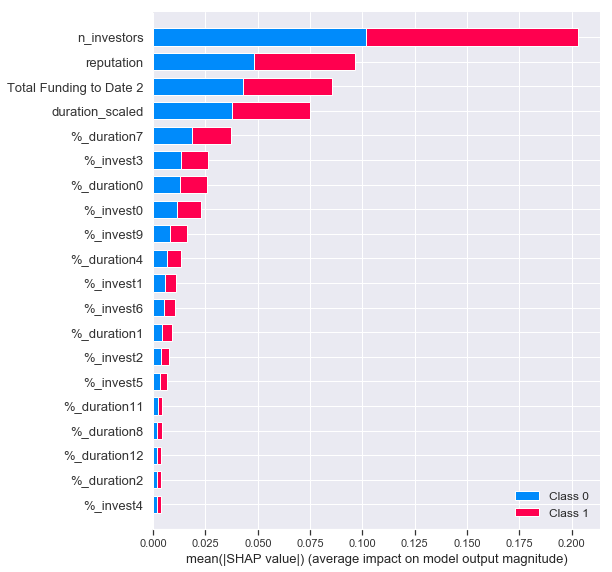 n_investors
reputation
Total Funding to Date 2
duration_scaled
%_duration7
%_invest3
%_duration0
%_invest0
%_invest9
%_duration4
%_invest1
%_invest6
%_duration1
%_invest2
%_invest5
%_duration11
%_duration8
%_duration12
%_duration2
%_invest4
Class 0
Class 1
0.000 0.025 0.050 0.075 0.100 0.125 0.150 0.175 0.200
mean(|SHAP value|) (average impact on model output magnitude)